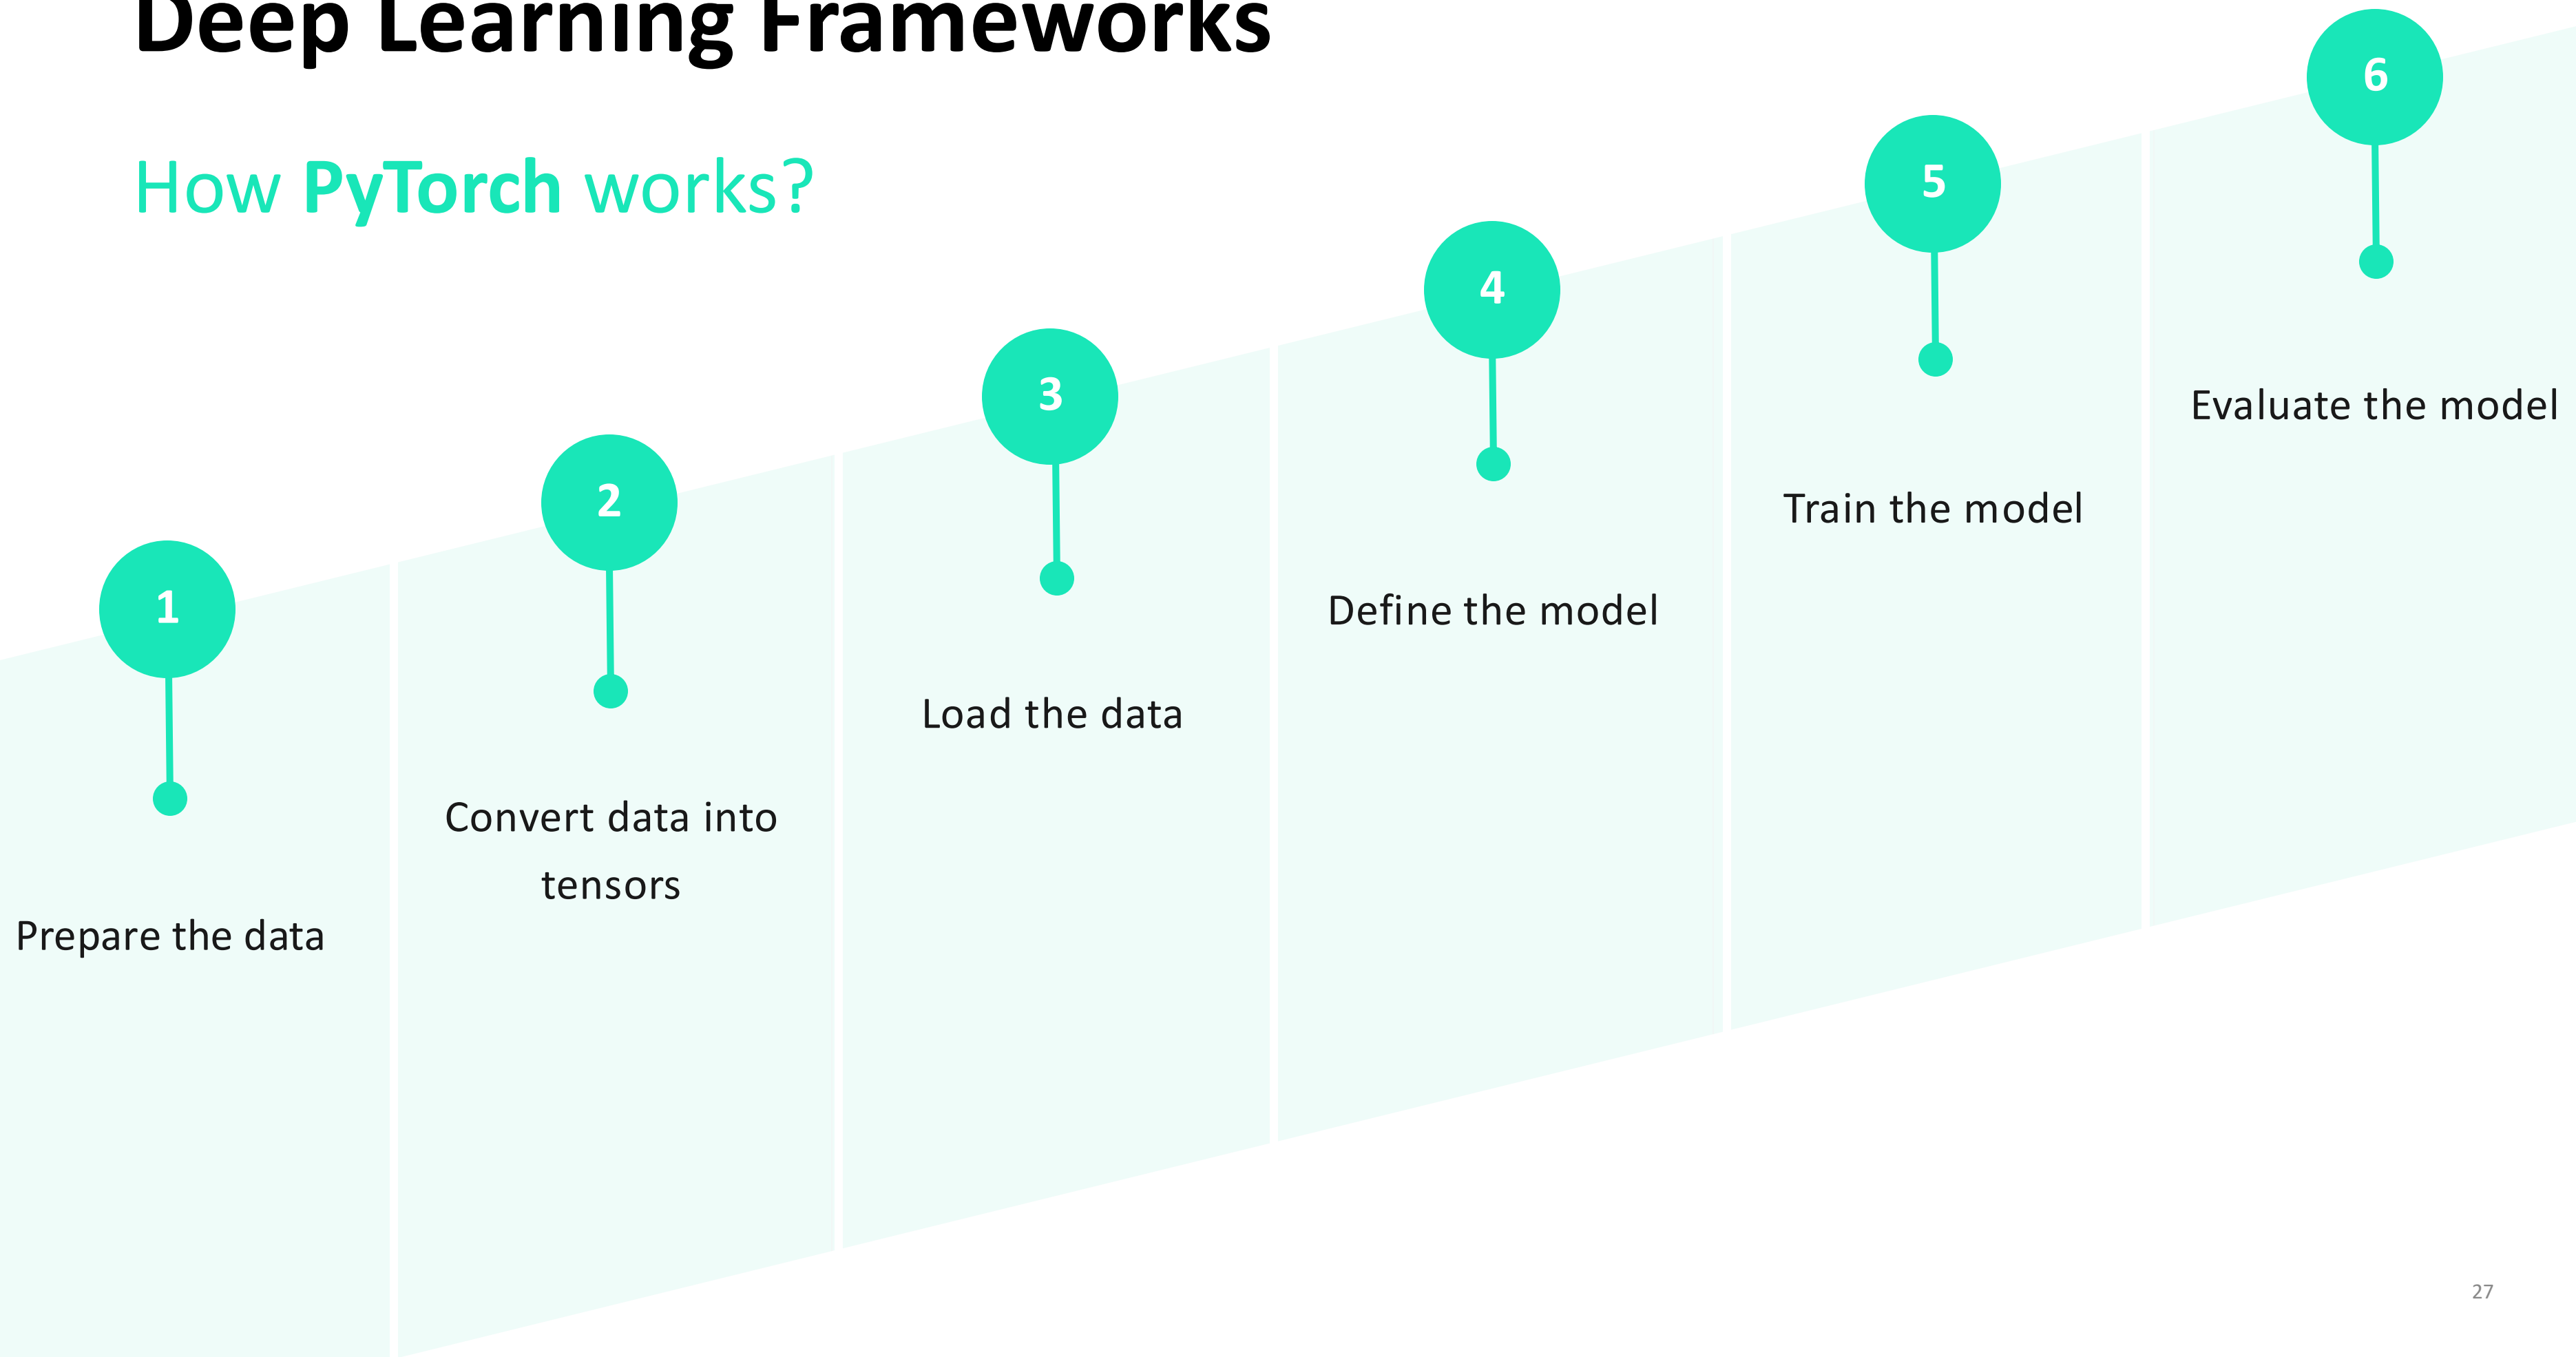 Deep Learning Frameworks
How PyTorch works?
1
Prepare the data
2
Convert data into
tensors
3
Load the data
4
Define the model
5
Train the model
6
Evaluate the model
27